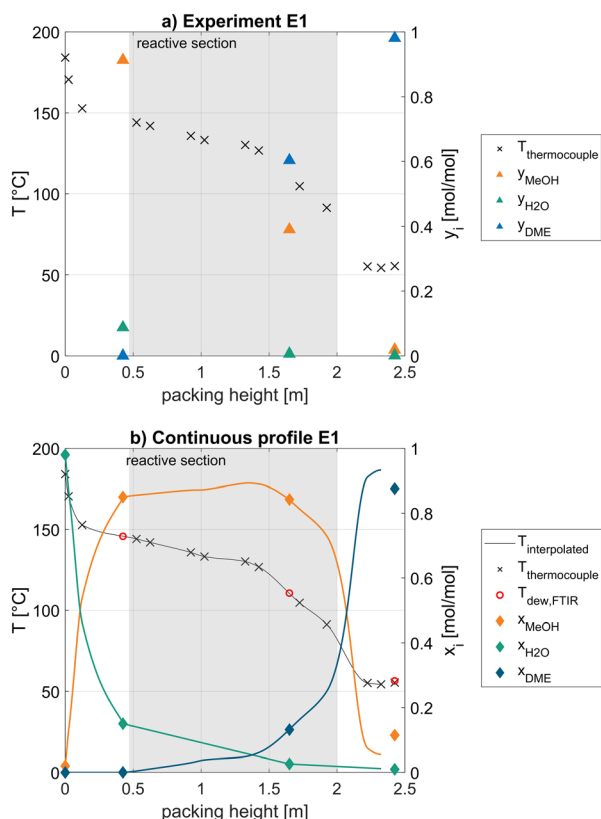 a) Experiment E1
reactive section
200
150
100
50
0
T [°C]
1
0.8
0.6
0.4
0.2
0
y_i [mol/mol]
0 0.5 1 1.5 2 2.5
packing height [m]
T_thermocouple
y_MeOH
y_H2O
y_DME
b) Continuous profile E1
reactive section
200
150
100
50
0
T [°C]
1
0.8
0.6
0.4
0.2
0
x_i [mol/mol]
0 0.5 1 1.5 2 2.5
packing height [m]
T_interpolated
T_thermocouple
T_dew,FTIR
x_MeOH
x_H2O
x_DME